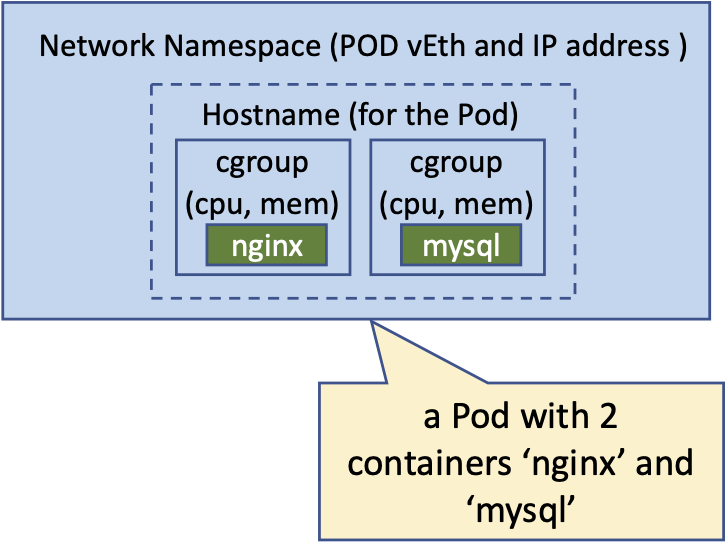 Network Namespace (POD vEth and IP address )
Hostname (for the Pod)
cgroup
(cpu, mem)
nginx
cgroup
(cpu, mem)
mysql
a Pod with 2
containers ‘nginx’ and
‘mysql’